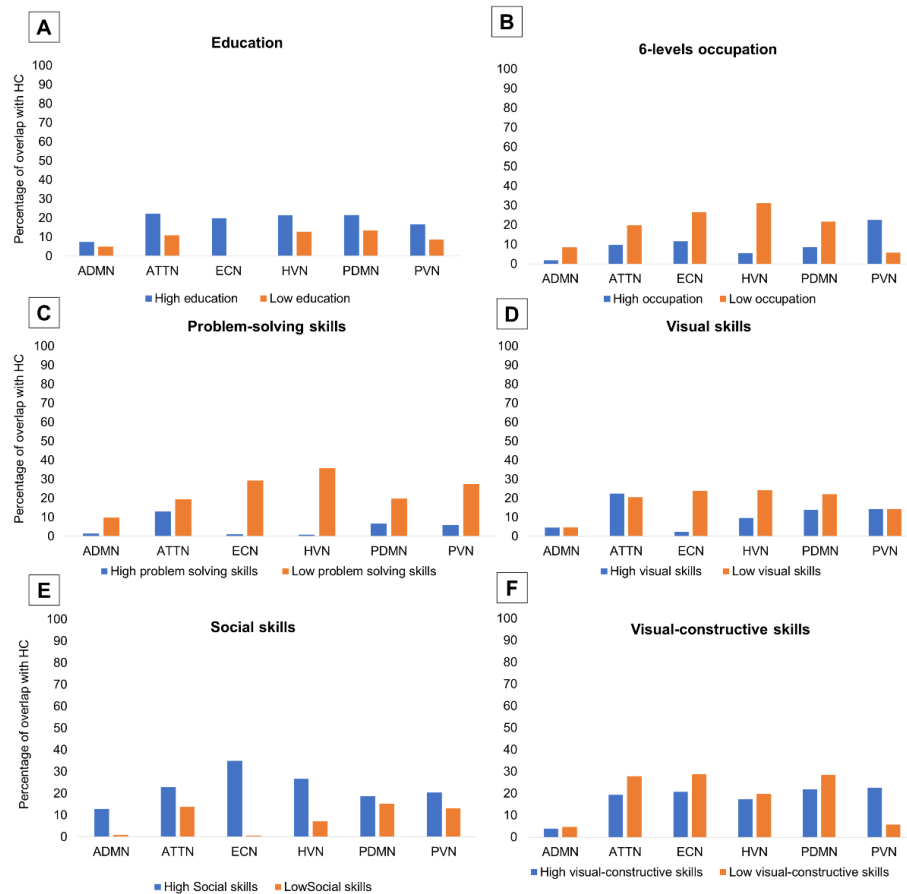 A
Education
Percentage of overlap with HC
100
90
80
70
60
50
40
30
20
10
0
ADMN ATTN ECN HVN PDMN PVN
High education Low education
B
6-levels occupation
100
90
80
70
60
50
40
30
20
10
0
ADMN ATTN ECN HVN PDMN PVN
High occupation Low occupation
C
Problem-solving skills
Percentage of overlap with HC
100
90
80
70
60
50
40
30
20
10
0
ADMN ATTN ECN HVN PDMN PVN
High problem solving skills Low problem solving skills
D
Visual skills
100
90
80
70
60
50
40
30
20
10
0
ADMN ATTN ECN HVN PDMN PVN
High visual skills Low visual skills
E
Social skills
Percentage of overlap with HC
100
90
80
70
60
50
40
30
20
10
0
ADMN ATTN ECN HVN PDMN PVN
High Social skills LowSocial skills
F
Visual-constructive skills
100
90
80
70
60
50
40
30
20
10
0
ADMN ATTN ECN HVN PDMN PVN
High visual-constructive skills Low visual-constructive skills